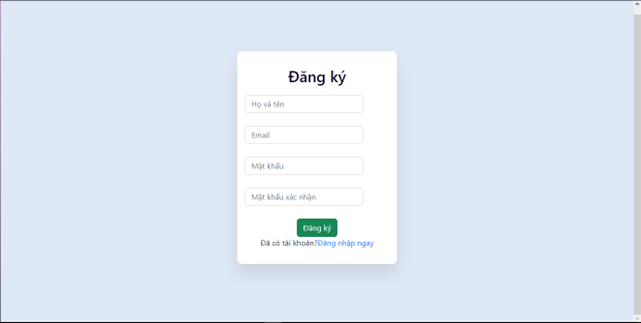 Đăng ký
Họ và tên
Email
Mật khẩu
Mật khẩu xác nhận
Đăng ký
Đã có tài khoản?Đăng nhập ngay